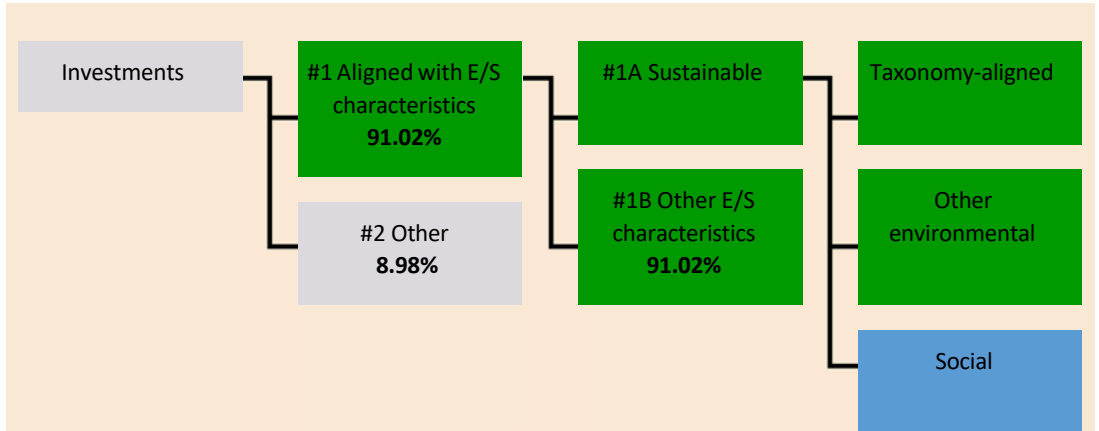 Investments
#1 Aligned with E/S
characteristics
91.02%
#2 Other
8.98%
#1A Sustainable
#1B Other E/S
characteristics
91.02%
Taxonomy-aligned
Other
environmental
Social